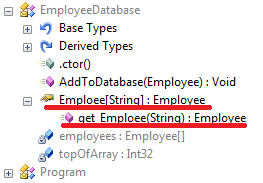 EmployeeDatabase
Base Types
Derived Types
.ctor()
AddToDatabase(Employee) : Void
Emploee[String] : Employee
get_Emploee(String) : Employee
employees : Employee[]
topOfArray : Int32
Program